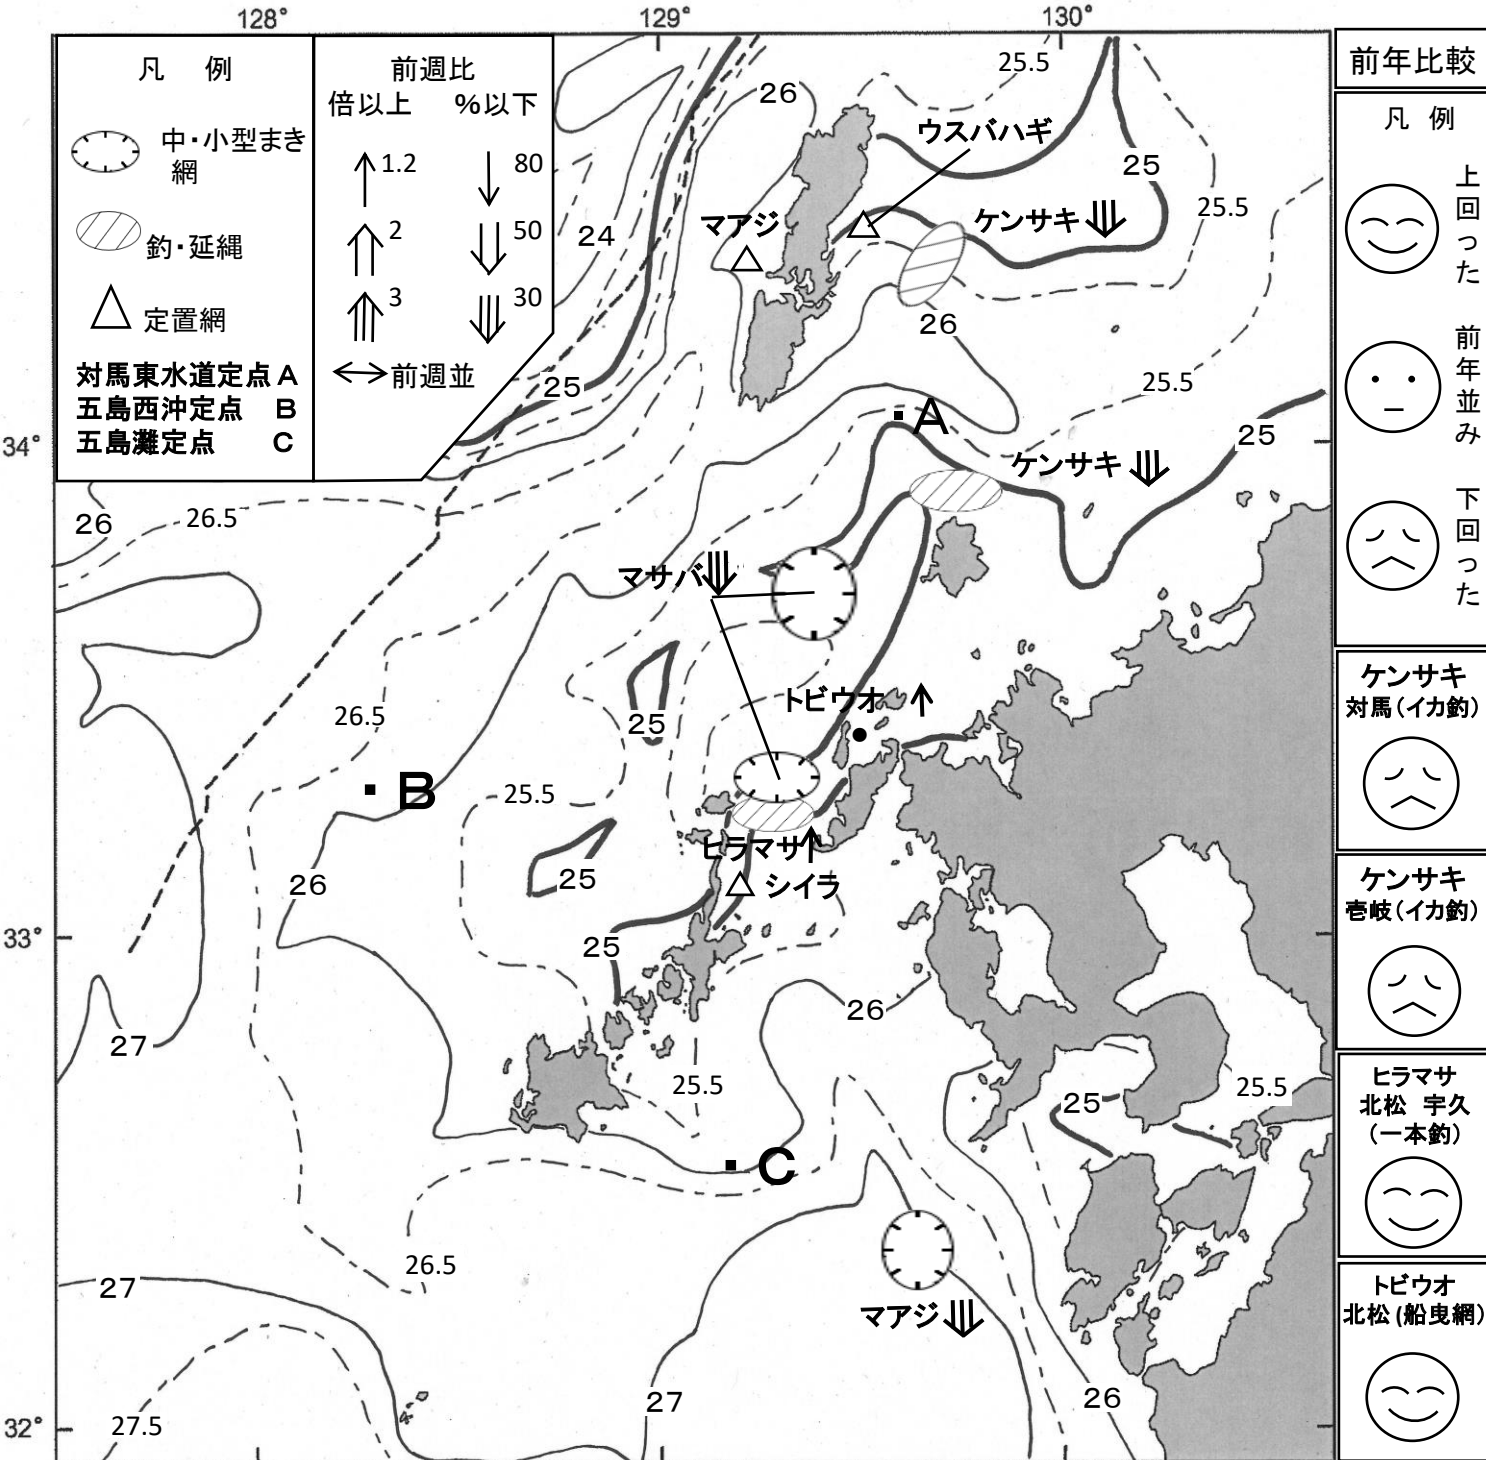 128°
129°
130°
凡 例
中・小型まき
網
釣・延縄
定置網
対馬東水道定点 A
五島西沖定点 B
五島灘定点 C
前週比
倍以上 %以下
1.2 80
2 50
3 30
前週並
前年比較
凡 例
上回った
前年並み
下回った
ケンサキ
対馬(イカ釣)
ケンサキ
壱岐(イカ釣)
ヒラマサ
北松 宇久
(一本釣)
トビウオ
北松(船曳網)
25.5
26
ウスバハギ
25
マアジ
ケンサキ
25.5
24
26
25
25.5
A
34°
25
ケンサキ
26
26.5
マサバ
トビウオ
26.5
25
B
25.5
ヒラマサ
シイラ
26
25
33°
25
26
27
25.5
25
25.5
C
26.5
27
マアジ
27
26
32°
27.5